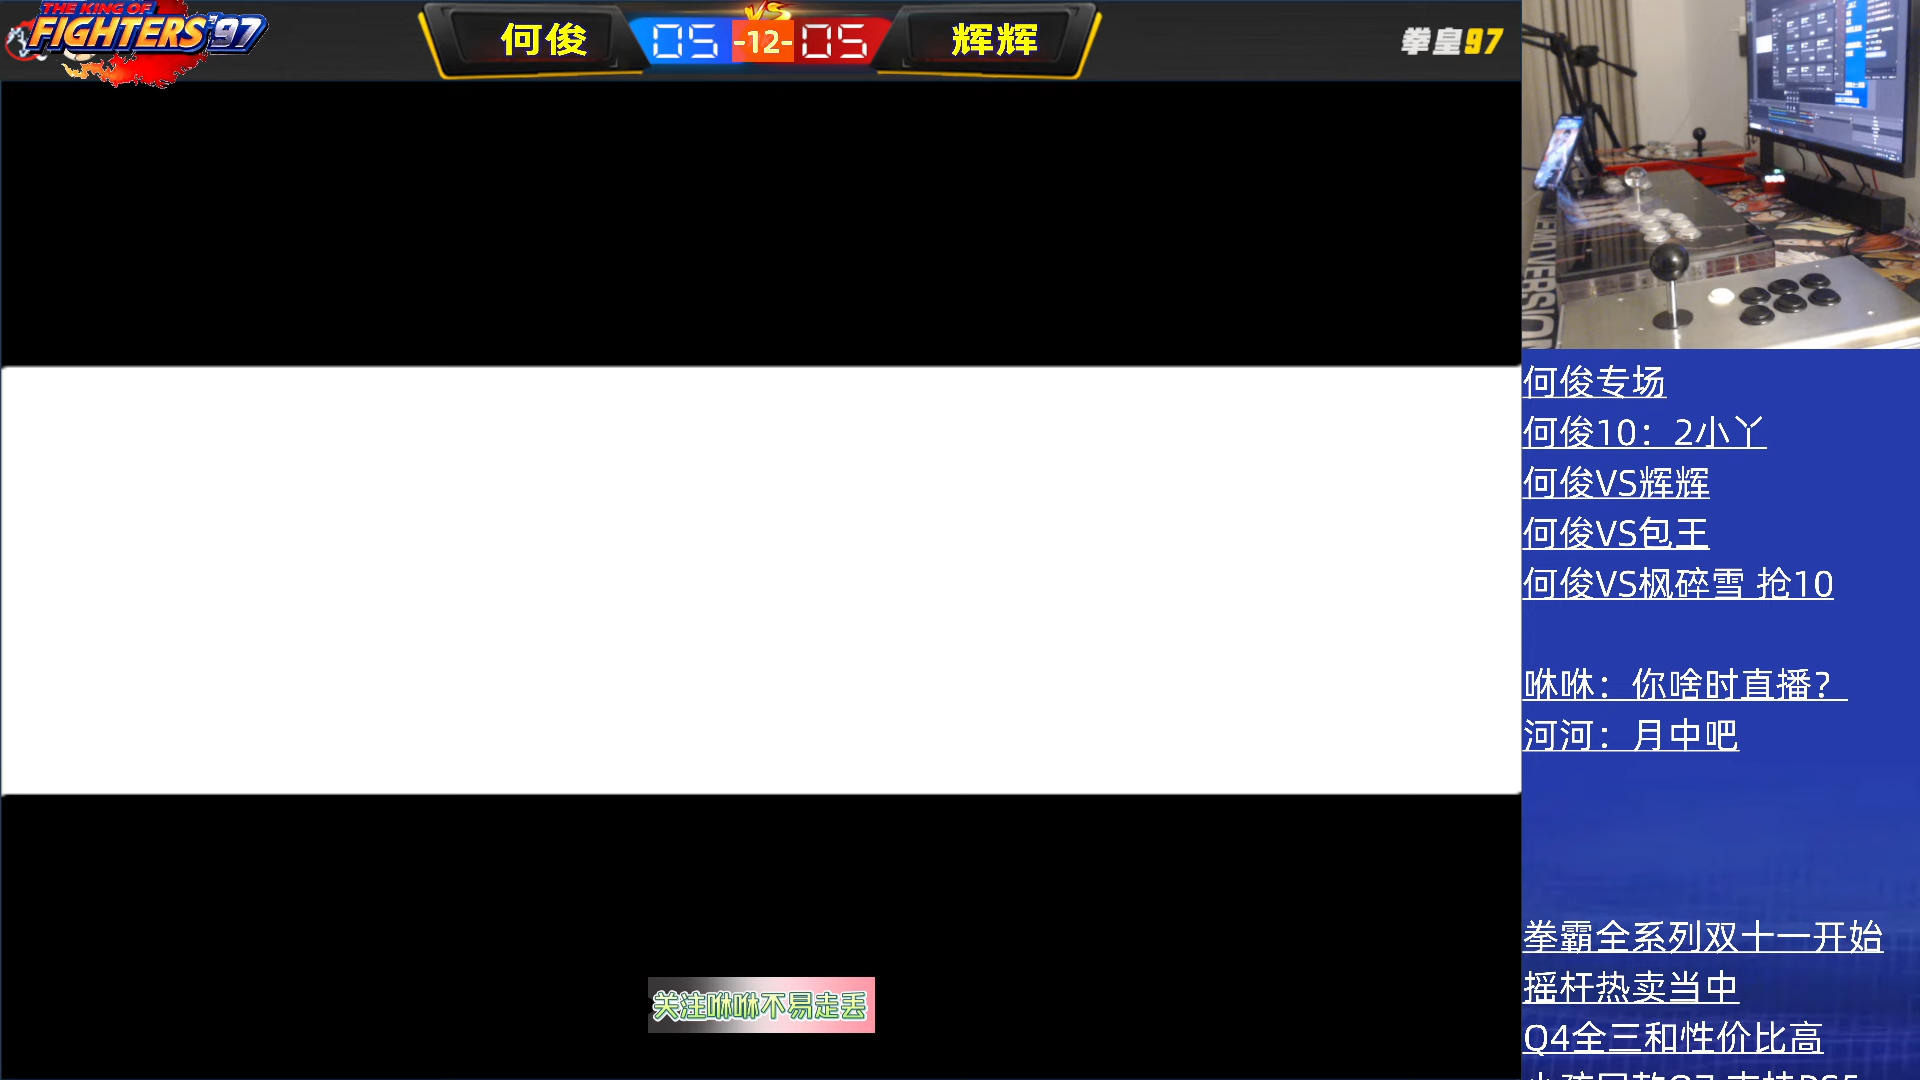 THE KING OF
FIGHTERS'97
何俊
05
VS
-12-
05
辉辉
拳皇97
DEMO VERSION
何俊专场
何俊10：2小丫
何俊VS辉辉
何俊VS包王
何俊VS枫碎雪 抢10
咻咻：你啥时直播？
河河：月中吧
拳霸全系列双十一开始
摇杆热卖当中
Q4全三和性价比高
关注咻咻不易走丢